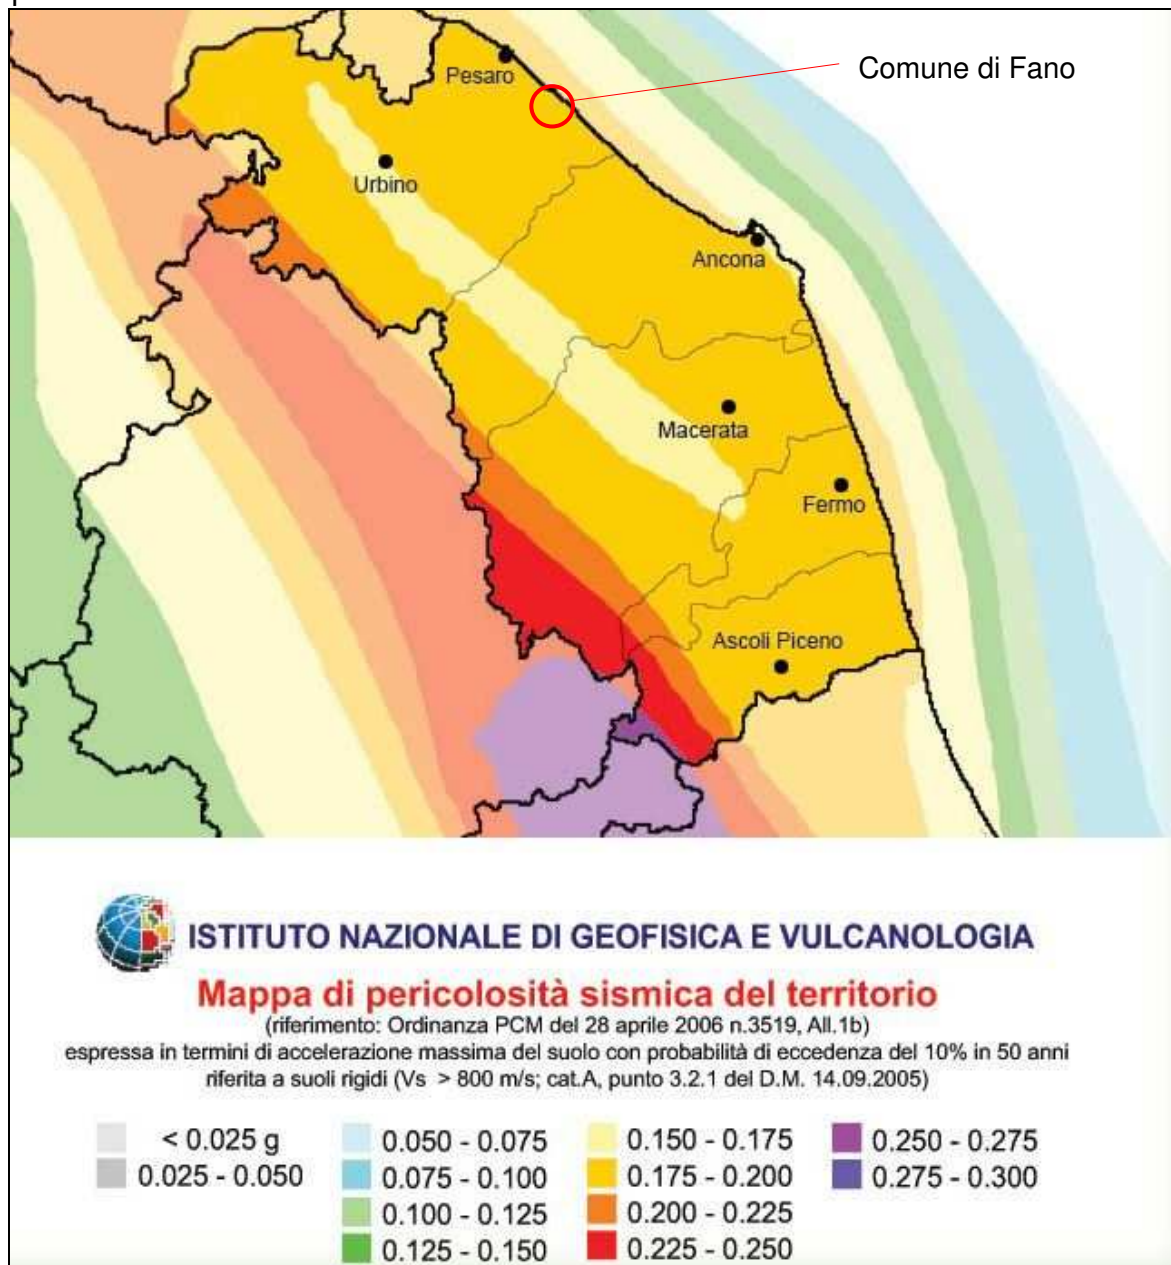 Comune di Fano
Pesaro
Urbino
Ancona
Macerata
Fermo
Ascoli Piceno
ISTITUTO NAZIONALE DI GEOFISICA E VULCANOLOGIA
Mappa di pericolosità sismica del territorio
(riferimento: Ordinanza PCM del 28 aprile 2006 n.3519, All.1b)
espressa in termini di accelerazione massima del suolo con probabilità di eccedenza del 10% in 50 anni
riferita a suoli rigidi (Vs > 800 m/s; cat.A, punto 3.2.1 del D.M. 14.09.2005)
< 0.025 g
0.025 - 0.050
0.050 - 0.075
0.075 - 0.100
0.100 - 0.125
0.125 - 0.150
0.150 - 0.175
0.175 - 0.200
0.200 - 0.225
0.225 - 0.250
0.250 - 0.275
0.275 - 0.300